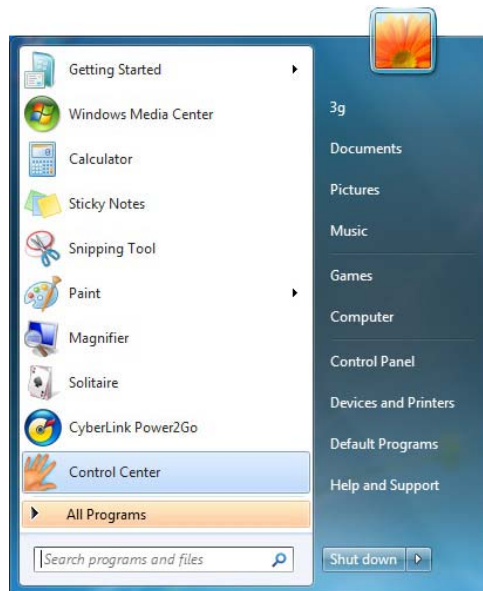 Getting Started
Windows Media Center
Calculator
Sticky Notes
Snipping Tool
Paint
Magnifier
Solitaire
CyberLink Power2Go
Control Center
All Programs
Search programs and files
3g
Documents
Pictures
Music
Games
Computer
Control Panel
Devices and Printers
Default Programs
Help and Support
Shut down